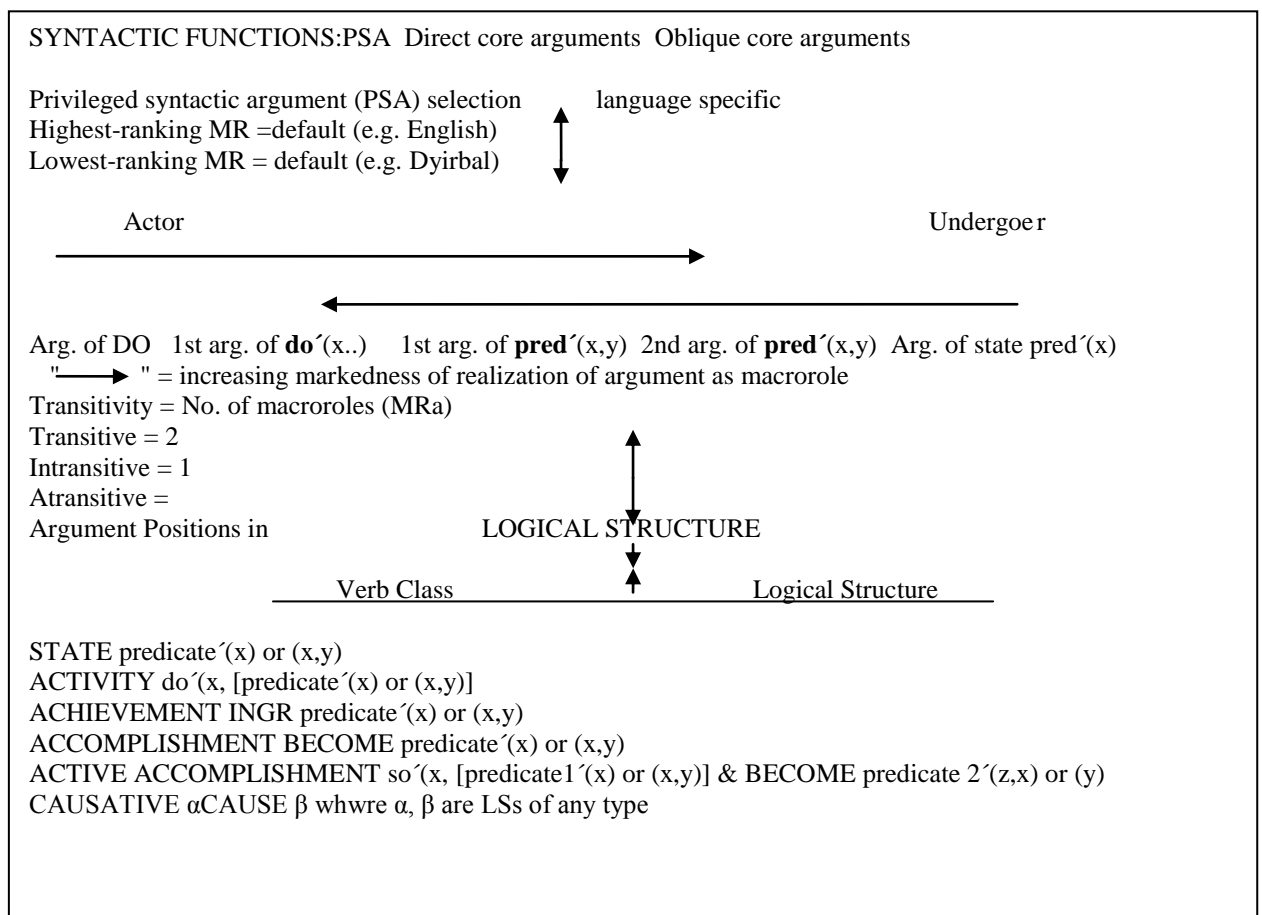 SYNTACTIC FUNCTIONS:PSA Direct core arguments Oblique core arguments
Privileged syntactic argument (PSA) selection language specific
Highest-ranking MR =default (e.g. English)
Lowest-ranking MR = default (e.g. Dyirbal)
Actor Undergoer
Arg. of DO 1st arg. of do´(x..) 1st arg. of pred´(x,y) 2nd arg. of pred´(x,y) Arg. of state pred´(x)
"⟶ " = increasing markedness of realization of argument as macrorole
Transitivity = No. of macroroles (MRa)
Transitive = 2
Intransitive = 1
Atransitive =
Argument Positions in LOGICAL STRUCTURE
Verb Class Logical Structure
STATE predicate´(x) or (x,y)
ACTIVITY do´(x, [predicate´(x) or (x,y)]
ACHIEVEMENT INGR predicate´(x) or (x,y)
ACCOMPLISHMENT BECOME predicate´(x) or (x,y)
ACTIVE ACCOMPLISHMENT so´(x, [predicate1´(x) or (x,y)] & BECOME predicate 2´(z,x) or (y)
CAUSATIVE αCAUSE β whwre α, β are LSs of any type